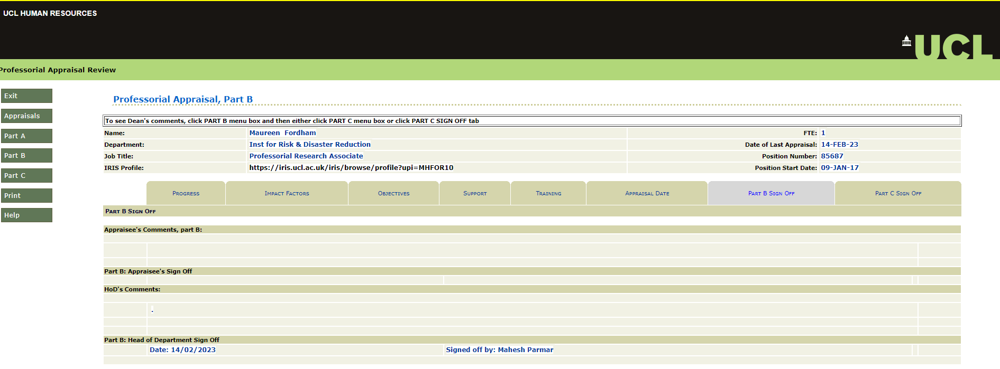 UCL HUMAN RESOURCES
UCL
Professorial Appraisal Review
Exit
Appraisals
Part A
Part B
Part C
Print
Help
Professorial Appraisal, Part B
To see Dean's comments, click PART B menu box and then either click PART C menu box or click PART C SIGN OFF tab
Name: Maureen Fordham FTE: 1
Department: Inst for Risk & Disaster Reduction Date of Last Appraisal: 14-FEB-23
Job Title: Professorial Research Associate Position Number: 85687
IRIS Profile: https://iris.ucl.ac.uk/iris/browse/profile?upi=MHFOR10 Position Start Date: 09-JAN-17
PROGRESS IMPACT FACTORS OBJECTIVES SUPPORT TRAINING APPRAISAL DATE PART B SIGN OFF PART C SIGN OFF
PART B SIGN OFF
Appraisee's Comments, part B:
Part B: Appraisee's Sign Off
HoD's Comments:
.
Part B: Head of Department Sign Off
Date: 14/02/2023 Signed off by: Mahesh Parmar